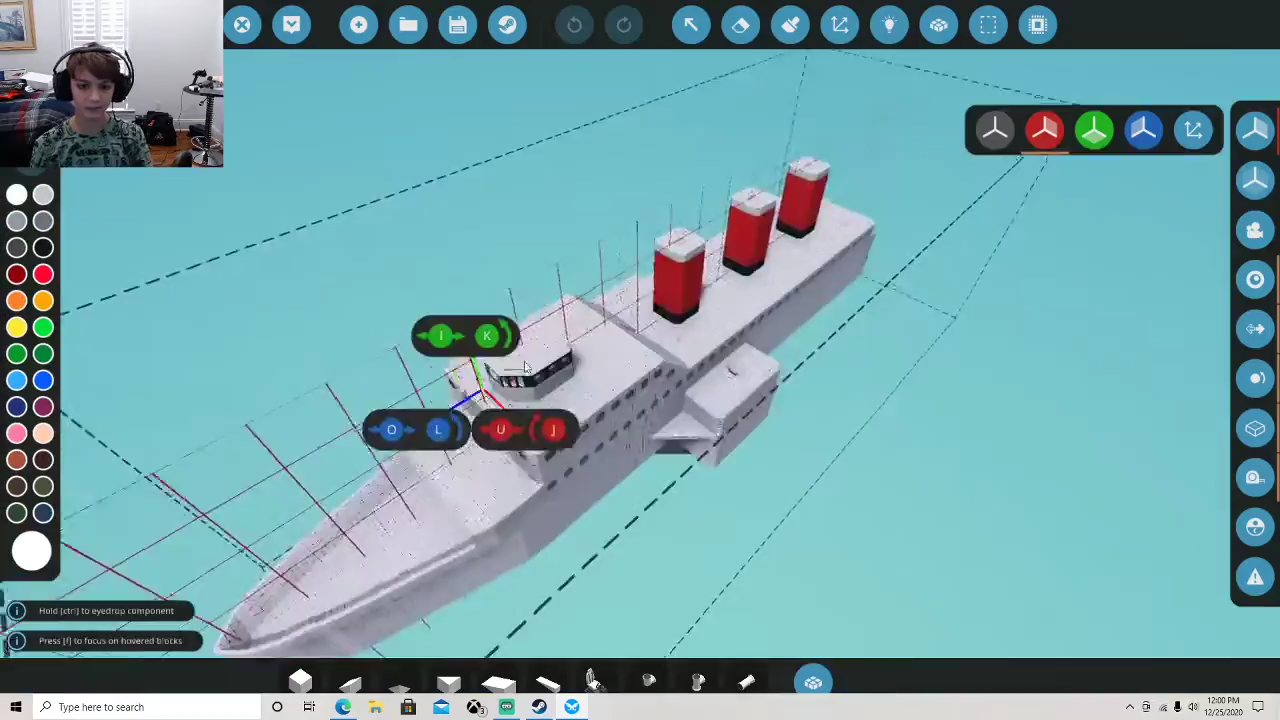 I K
O L U J
Hold [ctrl] to eyedrop component
Press [f] to focus on hovered blocks
Type here to search
12:00 PM
12/25/2020